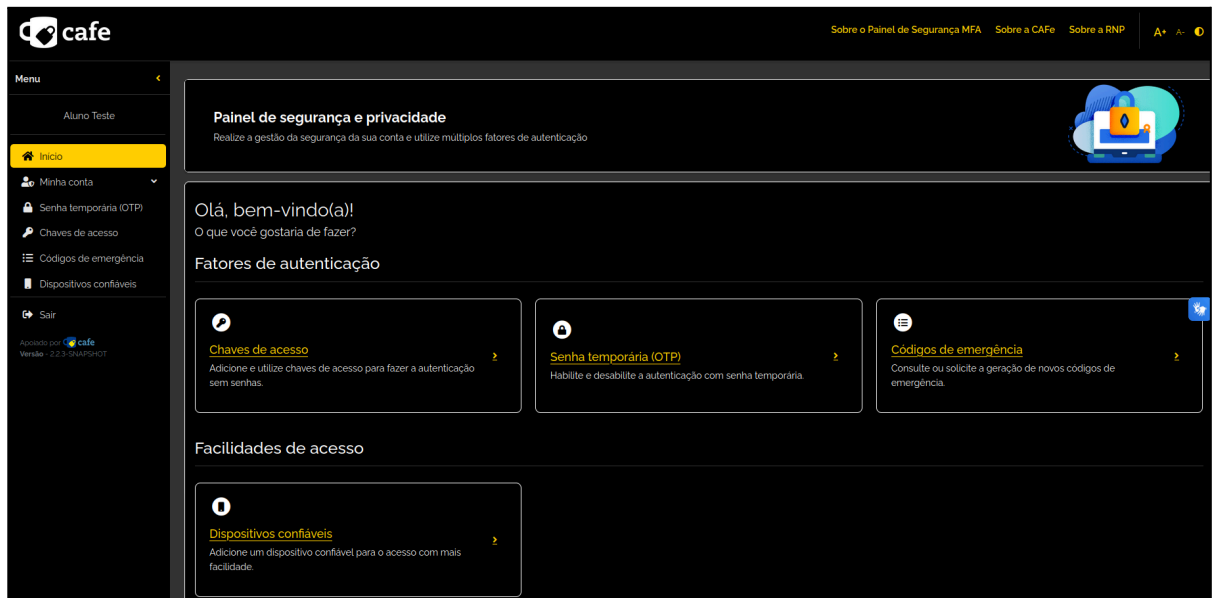 cafe
Sobre o Painel de Segurança MFA Sobre a CAFe Sobre a RNP A+ A-
Menu
Aluno Teste
Início
Minha conta
Senha temporária (OTP)
Chaves de acesso
Códigos de emergência
Dispositivos confiáveis
Sair
Apoiado por cafe
Versão - 2.2.3-SNAPSHOT
Painel de segurança e privacidade
Realize a gestão da segurança da sua conta e utilize múltiplos fatores de autenticação
Olá, bem-vindo(a)!
O que você gostaria de fazer?
Fatores de autenticação
Chaves de acesso
Adicione e utilize chaves de acesso para fazer a autenticação
sem senhas.
Senha temporária (OTP)
Habilite e desabilite a autenticação com senha temporária.
Códigos de emergência
Consulte ou solicite a geração de novos códigos de
emergência.
Facilidades de acesso
Dispositivos confiáveis
Adicione um dispositivo confiável para o acesso com mais
facilidade.